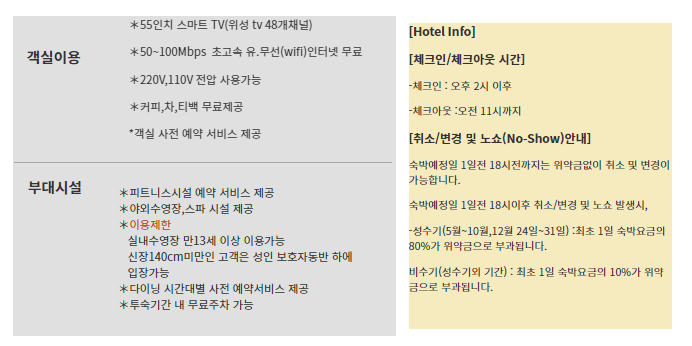 객실이용
*55인치 스마트 TV(위성 tv 48개채널)
*50~100Mbps 초고속 유.무선(wifi)인터넷 무료
*220V,110V 전압 사용가능
*커피,차,티백 무료제공
*객실 사전 예약 서비스 제공
부대시설
*피트니스시설 예약 서비스 제공
*야외수영장,스파 시설 제공
*이용제한
실내수영장 만13세 이상 이용가능
신장140cm미만인 고객은 성인 보호자동반 하에
입장가능
*다이닝 시간대별 사전 예약서비스 제공
*투숙기간 내 무료주차 가능
[Hotel Info]
[체크인/체크아웃 시간]
-체크인 : 오후 2시 이후
-체크아웃 :오전 11시까지
[취소/변경 및 노쇼(No-Show)안내]
숙박예정일 1일전 18시전까지는 위약금없이 취소 및 변경이
가능합니다.
숙박예정일 1일전 18시이후 취소/변경 및 노쇼 발생시,
-성수기(5월~10월,12월 24일~31일) :최초 1일 숙박요금의
80%가 위약금으로 부과됩니다.
비수기(성수기외 기간) : 최초 1일 숙박요금의 10%가 위약
금으로 부과됩니다.